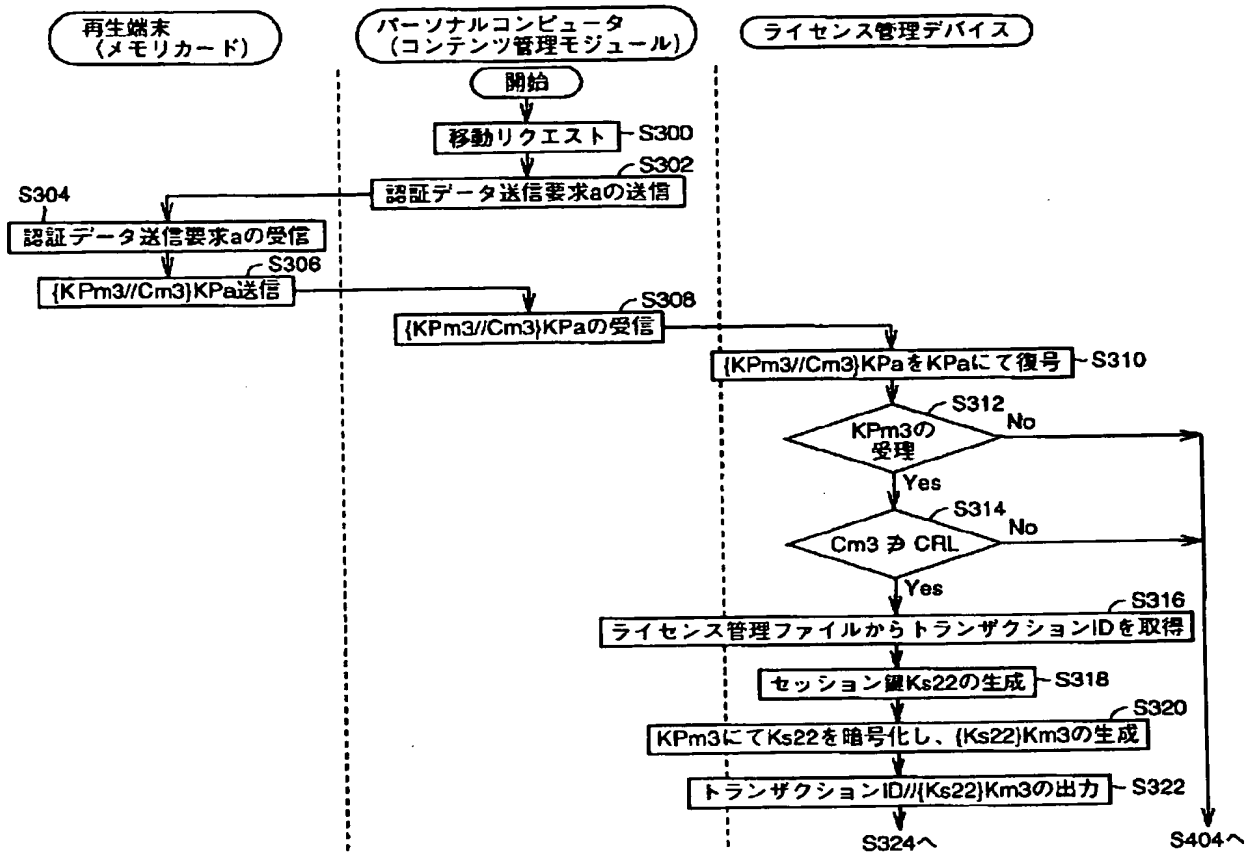 再生端末
(メモリカード)
パーソナルコンピュータ
(コンテンツ管理モジュール)
ライセンス管理デバイス
開始
移動リクエスト
S300
S302
認証データ送信要求aの送信
S304
認証データ送信要求aの受信
S306
{KPm3//Cm3}KPa送信
S308
{KPm3//Cm3}KPaの受信
{KPm3//Cm3}KPaをKPaにて復号
S310
S312
KPm3の
受理
No
Yes
S314
Cm3 ∌ CRL
No
Yes
S316
ライセンス管理ファイルからトランザクションIDを取得
セッション鍵Ks22の生成
S318
S320
KPm3にてKs22を暗号化し、{Ks22}Km3の生成
トランザクションID//{Ks22}Km3の出力
S322
S324へ
S404へ